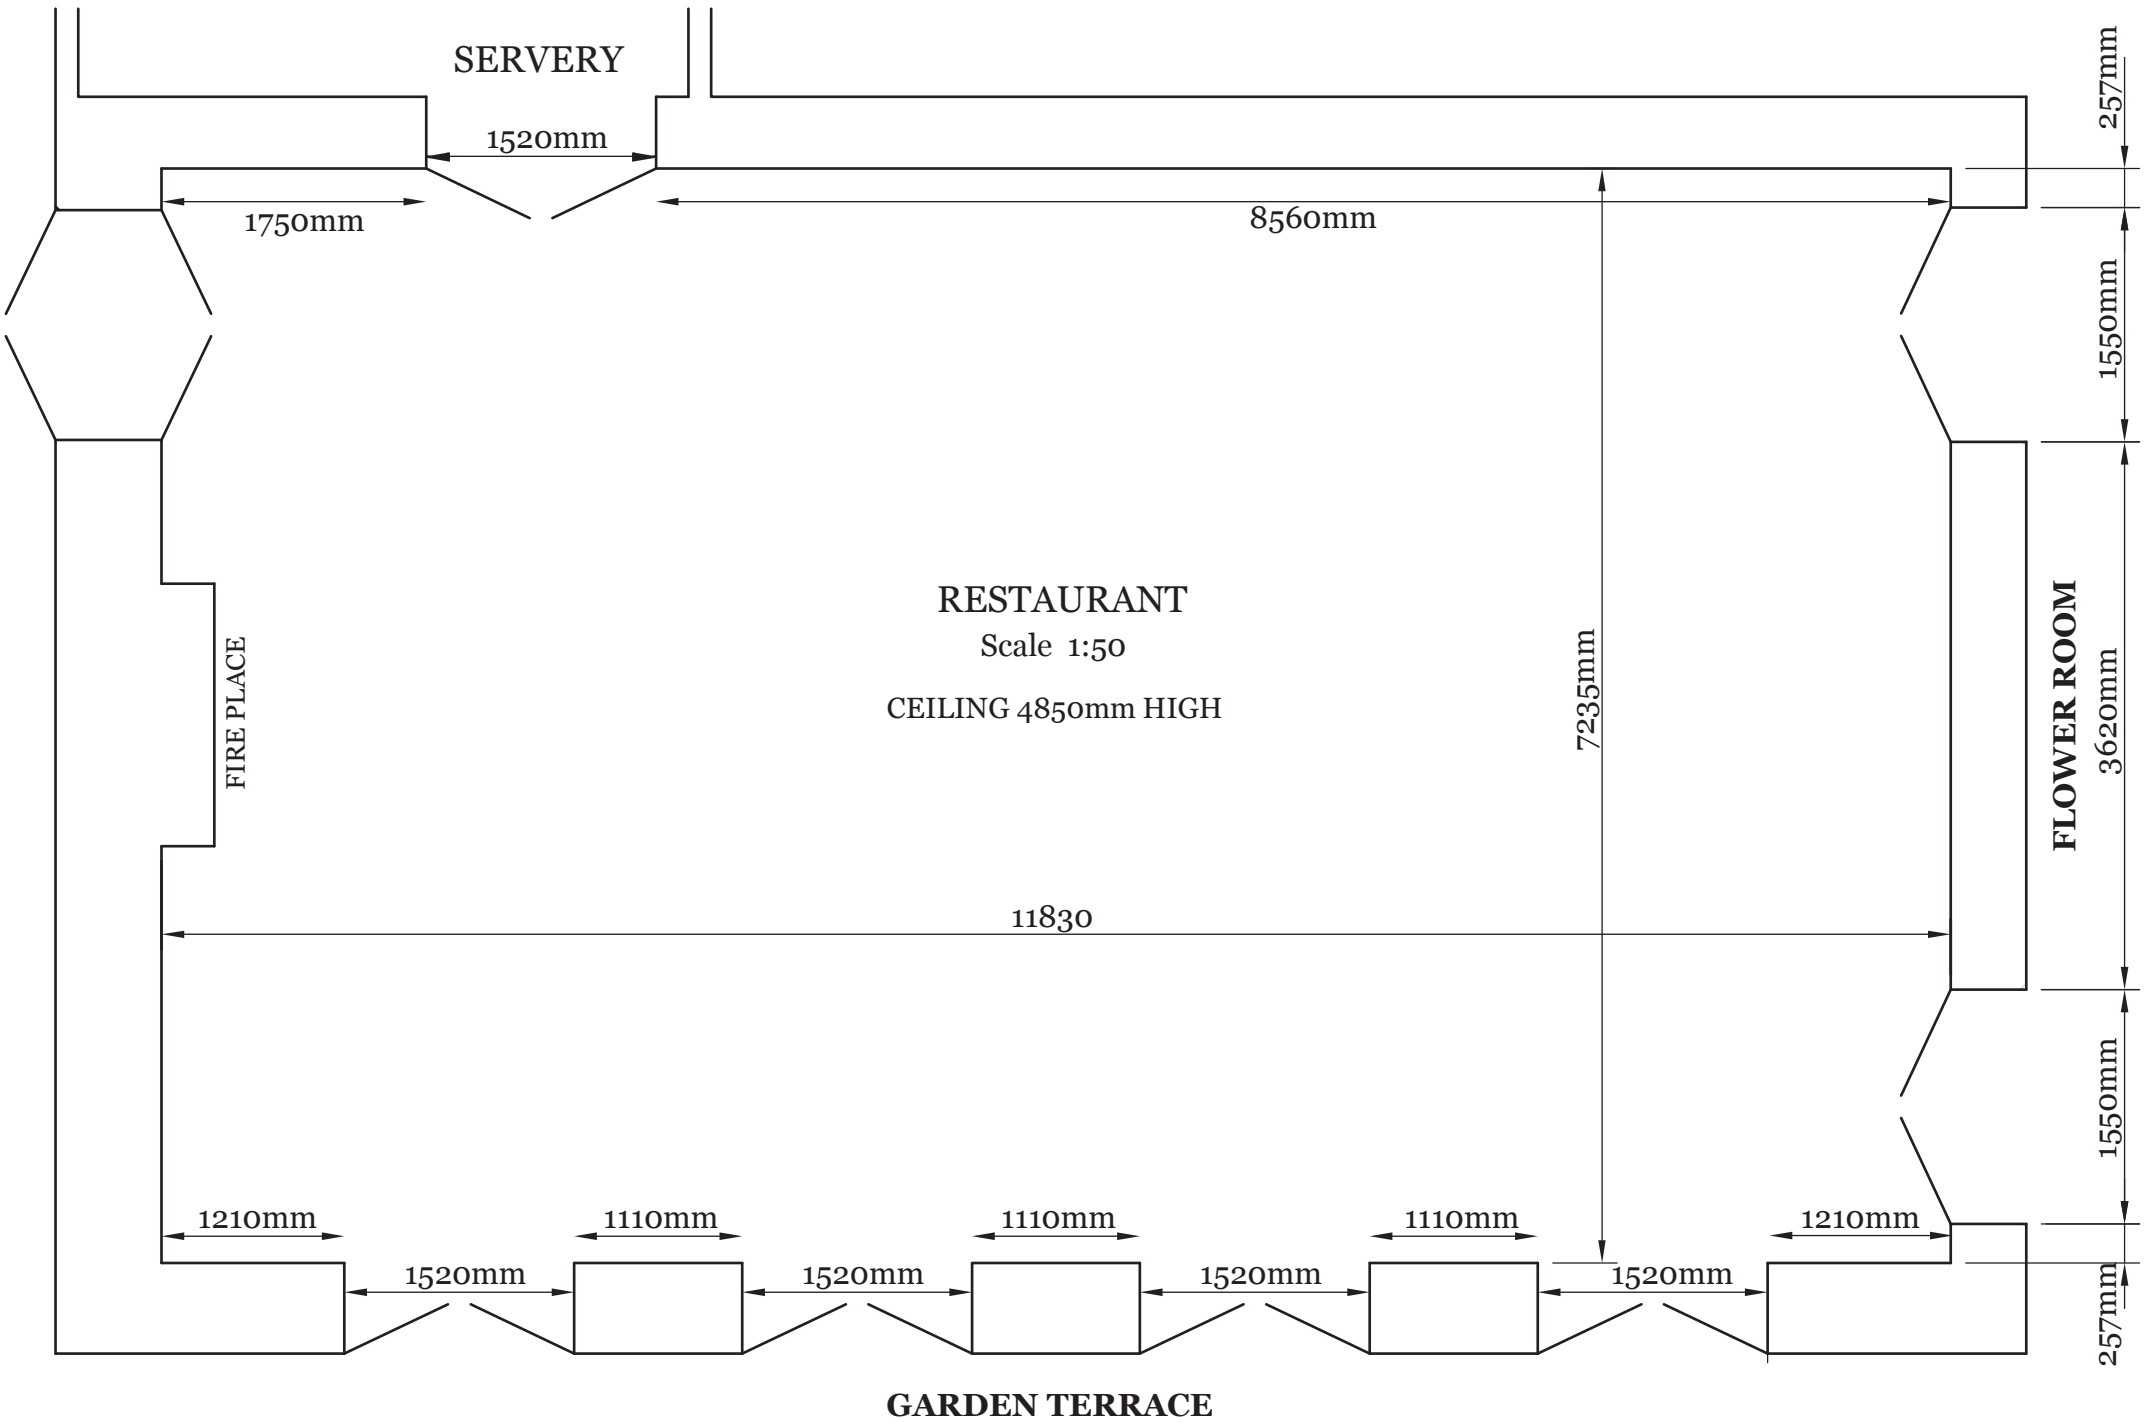 SERVERY
257mm
1520mm
1750mm
8560mm
1550mm
RESTAURANT
Scale 1:50
CEILING 4850mm HIGH
FIRE PLACE
7235mm
FLOWER ROOM
3620mm
11830
1550mm
1210mm
1110mm
1110mm
1110mm
1210mm
1520mm
1520mm
1520mm
1520mm
257mm
GARDEN TERRACE